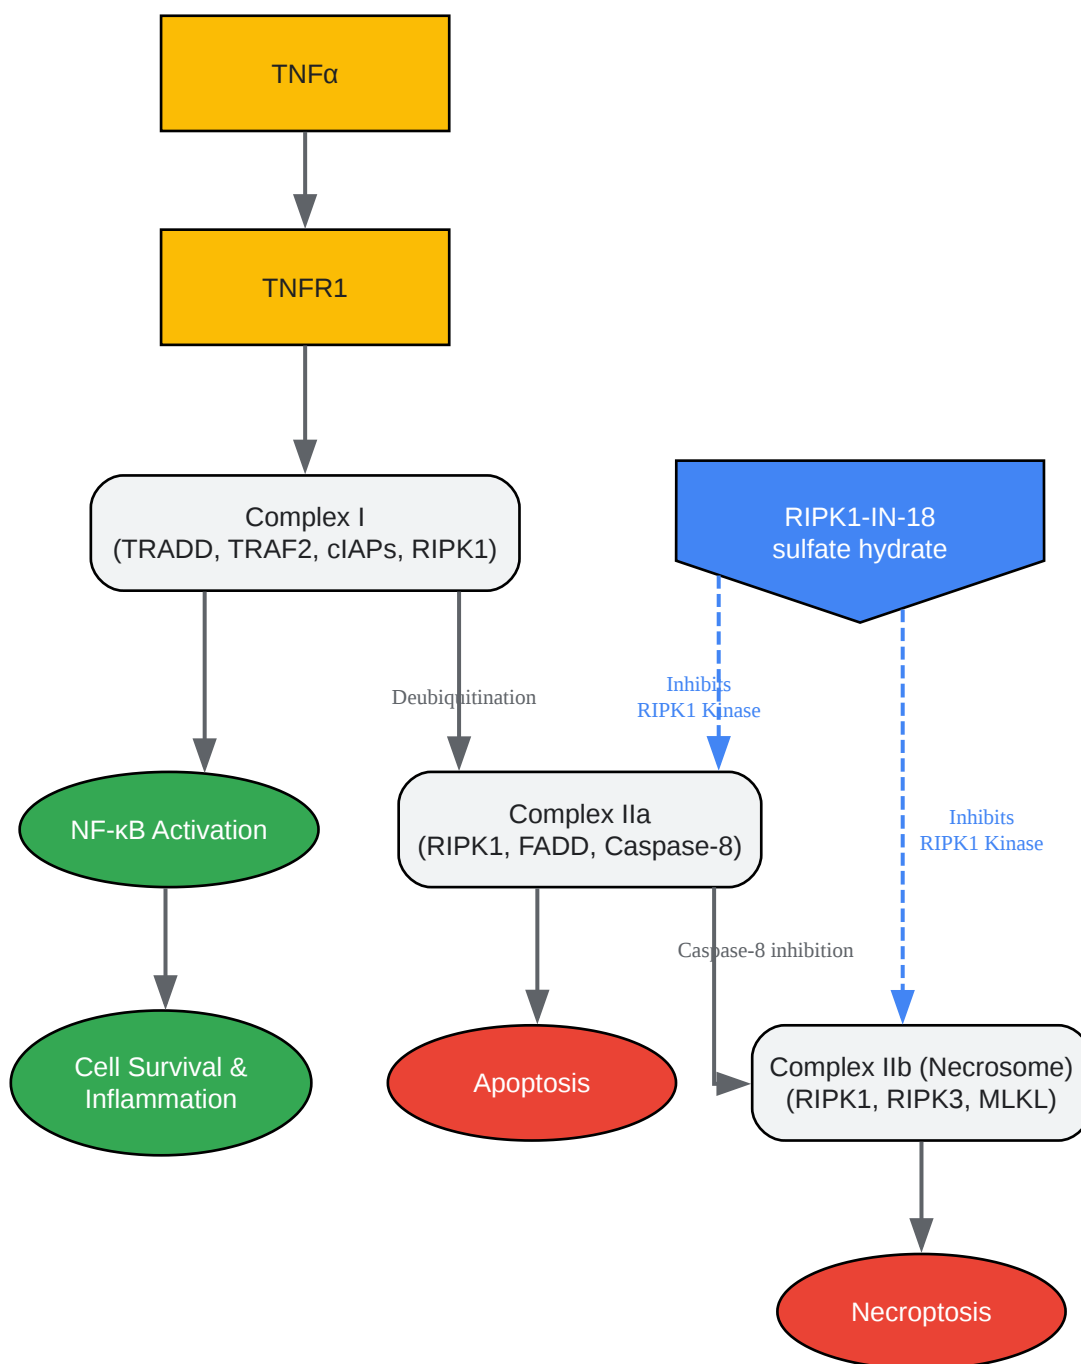 TNFα
TNFR1
Complex I
(TRADD, TRAF2, cIAPs, RIPK1)
RIPK1-IN-18
sulfate hydrate
Deubiquitination
Inhibits
RIPK1 Kinase
NF-κB Activation
Complex IIa
(RIPK1, FADD, Caspase-8)
Inhibits
RIPK1 Kinase
Caspase-8 inhibition
Cell Survival &
Inflammation
Apoptosis
Complex IIb (Necrosome)
(RIPK1, RIPK3, MLKL)
Necroptosis